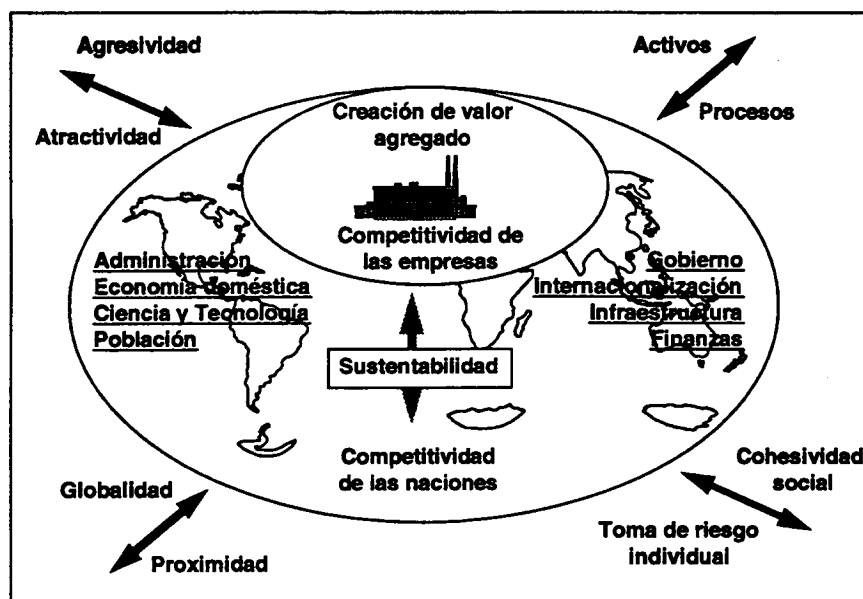 Agresividad
Atractividad
Activos
Procesos
Creación de valor
agregado
Competitividad de
las empresas
Administración
Economía doméstica
Ciencia y Tecnología
Población
Gobierno
Internacionalización
Infraestructura
Finanzas
Sustentabilidad
Competitividad
de las naciones
Globalidad
Proximidad
Cohesividad
social
Toma de riesgo
individual